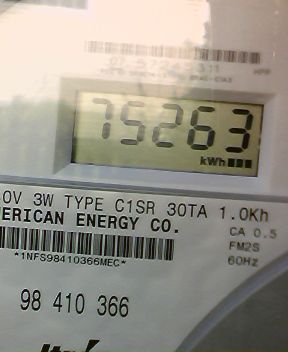 75263
kWh
0V 3W TYPE C1SR 30TA 1.0Kh
ERICAN ENERGY CO.
CA 0.5
FM2S
60Hz
*1NFS98410366MEC*
98 410 366